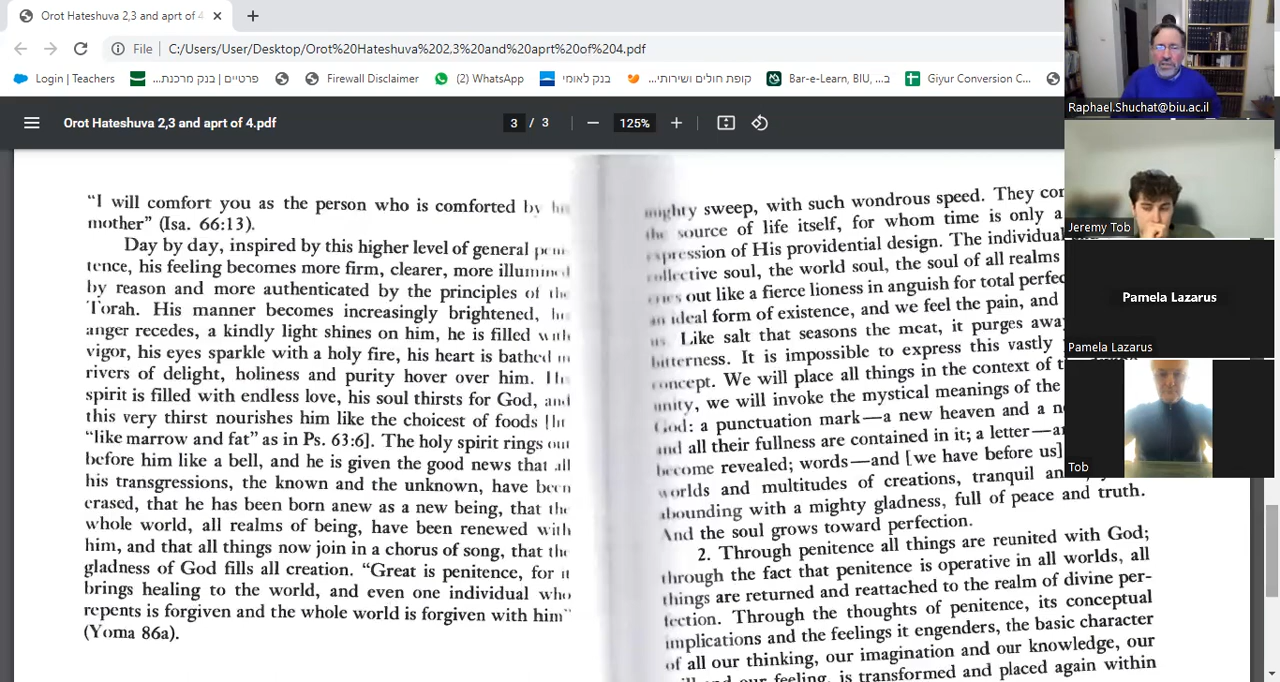 Orot Hateshuva 2,3 and aprt of 4
File
C:/Users/User/Desktop/Orot%20Hateshuva%202,3%20and%20aprt%20of%204.pdf
Login | Teachers
פרטיים | בנק מרכנת...
Firewall Disclaimer
(2) WhatsApp
בנק לאומי
קופת חולים ושירותי...
Bar-e-Learn, BIU, ...ב
Giyur Conversion C...
Orot Hateshuva 2,3 and aprt of 4.pdf
3 / 3
125%
"I will comfort you as the person who is comforted by
mother" (Isa. 66:13).
Day by day, inspired by this higher level of general
tence, his feeling becomes more firm, clearer, more illumined
by reason and more authenticated by the principles of the
Torah. His manner becomes increasingly brightened, his
anger recedes, a kindly light shines on him, he is filled with
vigor, his eyes sparkle with a holy fire, his heart is bathed in
rivers of delight, holiness and purity hover over him. His
spirit is filled with endless love, his soul thirsts for God, and
this very thirst nourishes him like the choicest of foods
"like marrow and fat" as in Ps. 63:6]. The holy spirit rings out
before him like a bell, and he is given the good news that all
his transgressions, the known and the unknown, have been
erased, that he has been born anew as a new being, that the
whole world, all realms of being, have been renewed with
him, and that all things now join in a chorus of song, that the
gladness of God fills all creation. "Great is penitence, for it
brings healing to the world, and even one individual who
repents is forgiven and the whole world is forgiven with him"
(Yoma 86a).
mighty sweep, with such wondrous speed. They
the source of life itself, for whom time is only a
expression of His providential design. The individual
collective soul, the world soul, the soul of all realms
cries out like a fierce lioness in anguish for total
an ideal form of existence, and we feel the pain, and
us. Like salt that seasons the meat, it purges
bitterness. It is impossible to express this vastly
concept. We will place all things in the context of
unity, we will invoke the mystical meanings of the
God: a punctuation mark—a new heaven and a
and all their fullness are contained in it; a letter—
become revealed; words—and [we have before us]
worlds and multitudes of creations, tranquil
abounding with a mighty gladness, full of peace and truth.
And the soul grows toward perfection.
2. Through penitence all things are reunited with God;
through the fact that penitence is operative in all worlds, all
things are returned and reattached to the realm of divine per-
fection. Through the thoughts of penitence, its conceptual
implications and the feelings it engenders, the basic character
of all our thinking, our imagination and our knowledge, our
our feeling, is transformed and placed again within
Raphael.Shuchat@biu.ac.il
Jeremy Tob
Pamela Lazarus
Pamela Lazarus
Tob